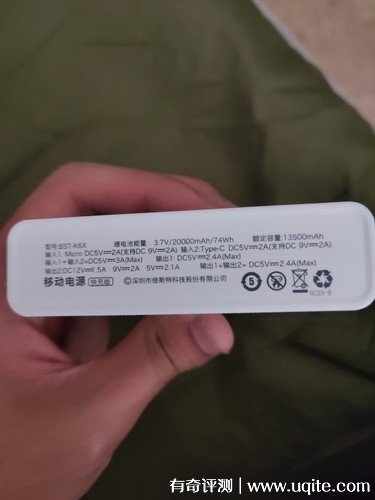 型号:BST-K6X 锂电池能量: 3.7V/20000mAh/74Wh 额定容量:13500mAh
输入1: Micro DC5V⎓2A(支持DC 9V⎓2A) 输入2:Type-C DC5V⎓2A(支持DC 9V⎓2A)
输入1+输入2=DC5V⎓3A(Max) 输出1: DC5V⎓2.4A(Max)
输出2:DC12V⎓1.5A 9V⎓2A 5V⎓2.1A 输出1+输出2= DC5V⎓2.4A(Max)
移动电源 快充版 ©深圳市倍斯特科技股份有限公司
5
QC23-B
有奇评测 | www.uqite.com